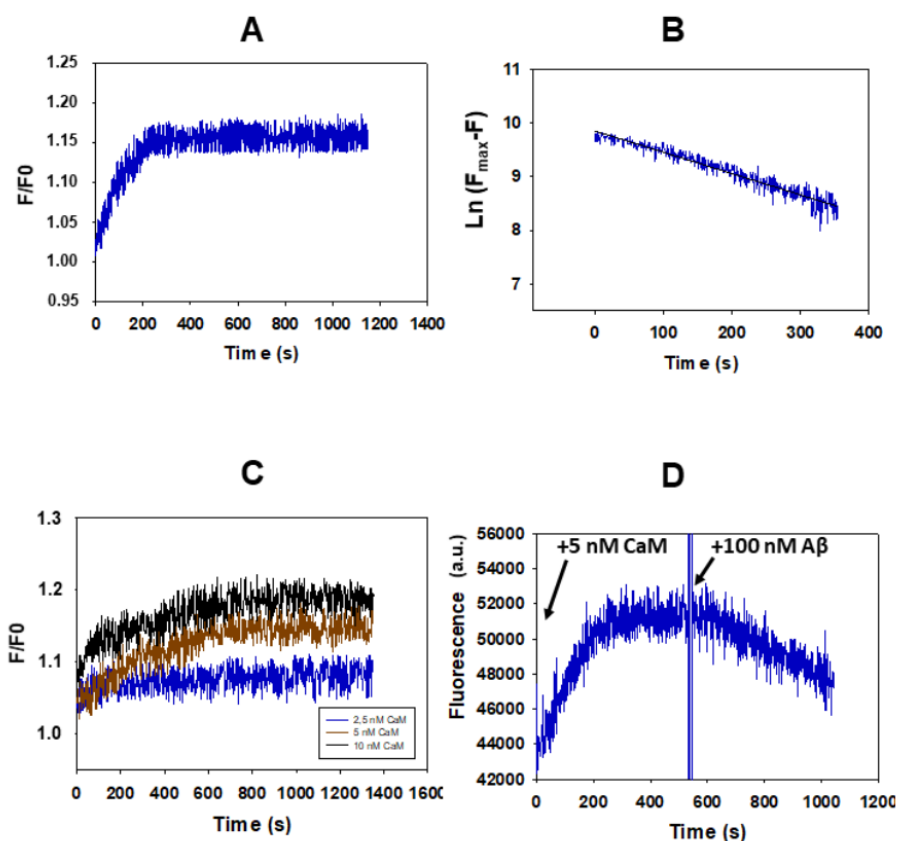 A
F/F0
1.25
1.20
1.15
1.10
1.05
1.00
0.95
0 200 400 600 800 1000 1200 1400
Time (s)
B
Ln (Fmax-F)
11
10
9
8
7
0 100 200 300 400
Time (s)
C
F/F0
1.3
1.2
1.1
1.0
2,5 nM CaM
5 nM CaM
10 nM CaM
0 200 400 600 800 1000 1200 1400 1600
Time (s)
D
Fluorescence (a.u.)
56000
54000
52000
50000
48000
46000
44000
42000
+5 nM CaM
+100 nM Aβ
0 200 400 600 800 1000 1200
Time (s)